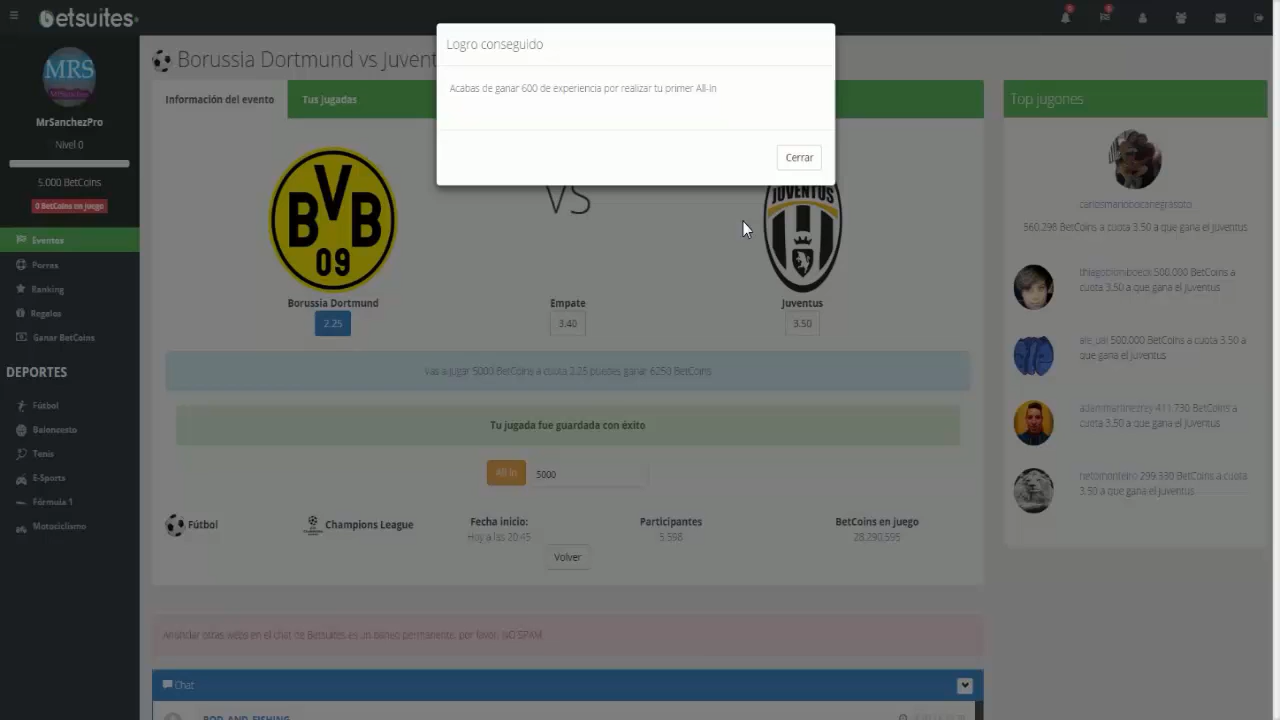 betsuites
MRS
MrSanchezPro
Nivel 0
5.000 BetCoins
0 BetCoins en juego
Eventos
Porras
Ranking
Regalos
Ganar BetCoins
DEPORTES
Fútbol
Baloncesto
Tenis
E-Sports
Fórmula 1
Motociclismo
Borussia Dortmund vs Juvent
Información del evento
Tus jugadas
Logro conseguido
Acabas de ganar 600 de experiencia por realizar tu primer All-In
Cerrar
BVB
09
VS
JUVENTUS
Borussia Dortmund
Empate
Juventus
2.25
3.40
3.50
Vas a jugar 5000 BetCoins a cuota 2.25 puedes ganar 6250 BetCoins
Tu jugada fue guardada con éxito
All In
5000
Fútbol
Champions League
Fecha inicio:
Hoy a las 20:45
Participantes
5.598
BetCoins en juego
28.290.595
Volver
Anunciar otras webs en el chat de Betsuites es un baneo permanente, por favor, NO SPAM
Chat
ROD_AND_FISHING
Top jugones
carlosmariobocanegrastito
560.298 BetCoins a cuota 3.50 a que gana el Juventus
500.000 BetCoins a
cuota 3.50 a que gana el Juventus
500.000 BetCoins a cuota 3.50 a
que gana el Juventus
adanmartinezrey 411.730 BetCoins a
cuota 3.50 a que gana el Juventus
netomonteiro 299.330 BetCoins a cuota
3.50 a que gana el Juventus